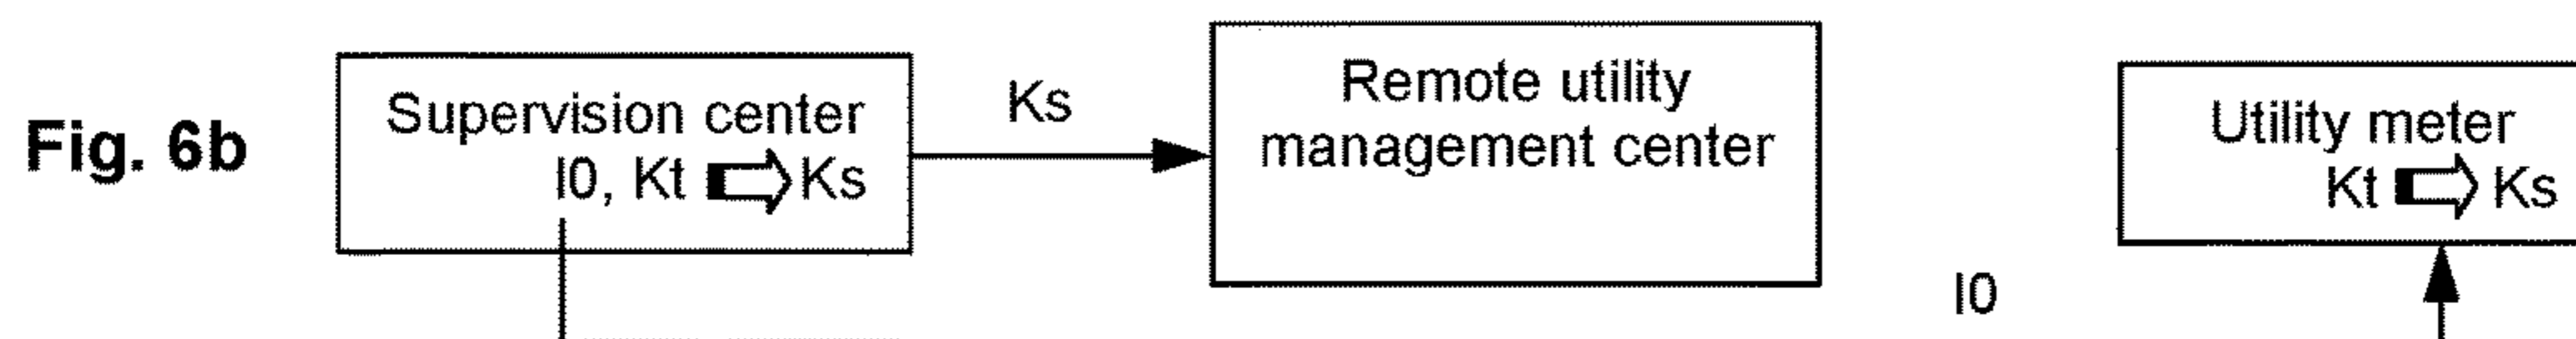 Fig. 6b
Supervision center
I0, Kt ⇨ Ks
Ks
Remote utility
management center
I0
Utility meter
Kt ⇨ Ks